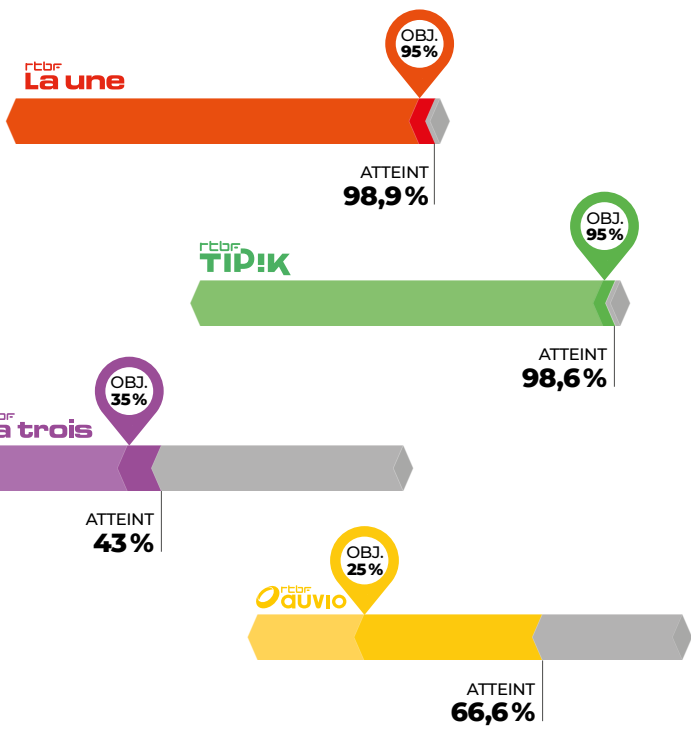 OBJ.
95%
rtbf
La une
ATTEINT
98,9%
OBJ.
95%
rtbf
TIP!K
ATTEINT
98,6%
OBJ.
35%
a trois
ATTEINT
43%
OBJ.
25%
rtbf
auvio
ATTEINT
66,6%